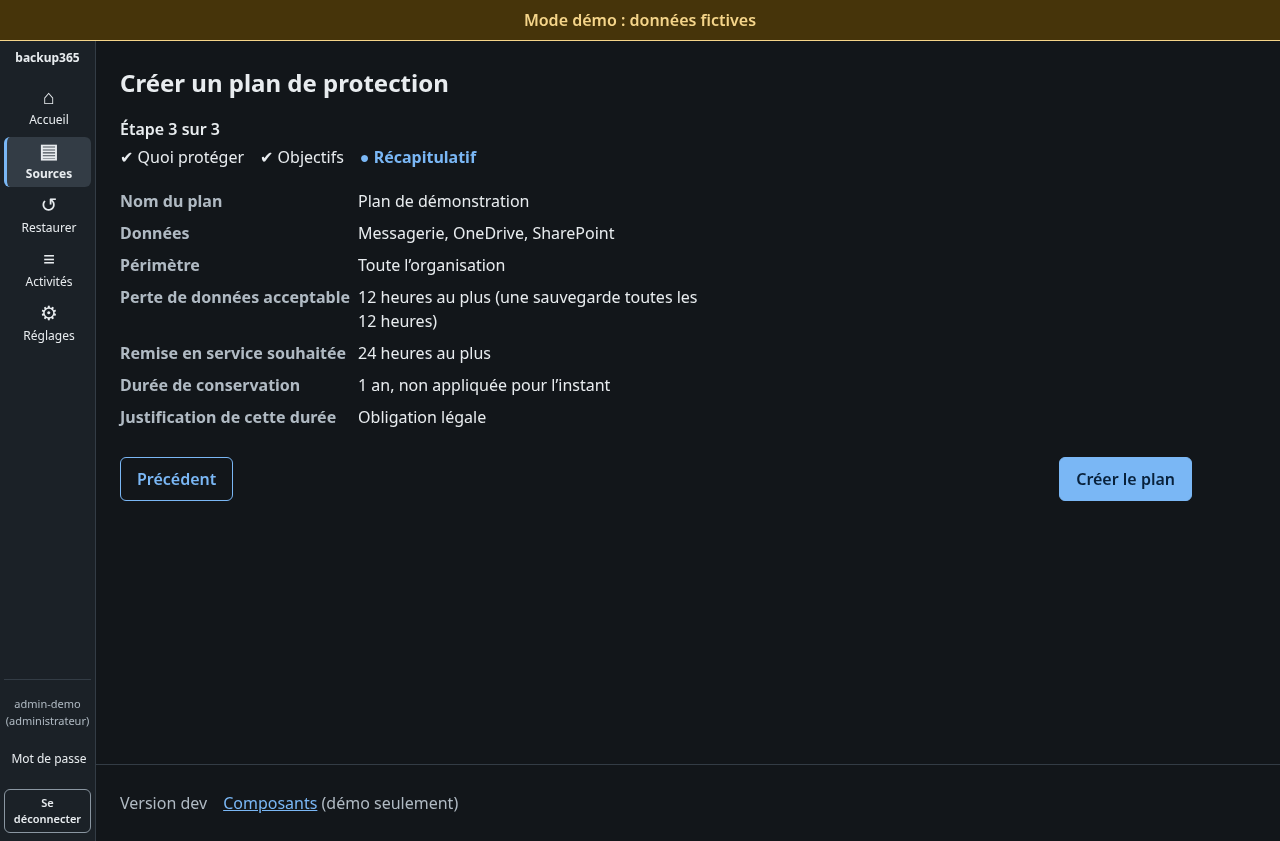 Mode démo : données fictives
backup365
Accueil
Sources
Restaurer
Activités
Réglages
admin-demo
(administrateur)
Mot de passe
Se
déconnecter
Créer un plan de protection
Étape 3 sur 3
✔ Quoi protéger ✔ Objectifs ● Récapitulatif
Nom du plan Plan de démonstration
Données Messagerie, OneDrive, SharePoint
Périmètre Toute l’organisation
Perte de données acceptable 12 heures au plus (une sauvegarde toutes les
12 heures)
Remise en service souhaitée 24 heures au plus
Durée de conservation 1 an, non appliquée pour l’instant
Justification de cette durée Obligation légale
Précédent Créer le plan
Version dev Composants (démo seulement)